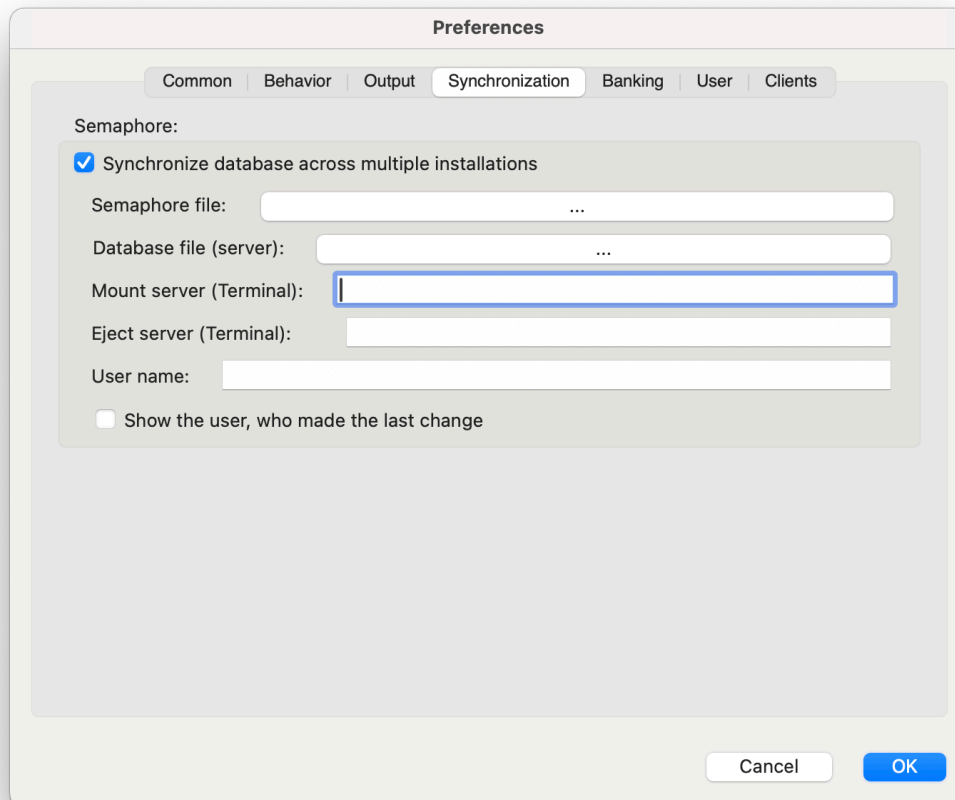 Preferences
Common Behavior Output Synchronization Banking User Clients
Semaphore:
Synchronize database across multiple installations
Semaphore file: ...
Database file (server): ...
Mount server (Terminal):
Eject server (Terminal):
User name:
Show the user, who made the last change
Cancel OK